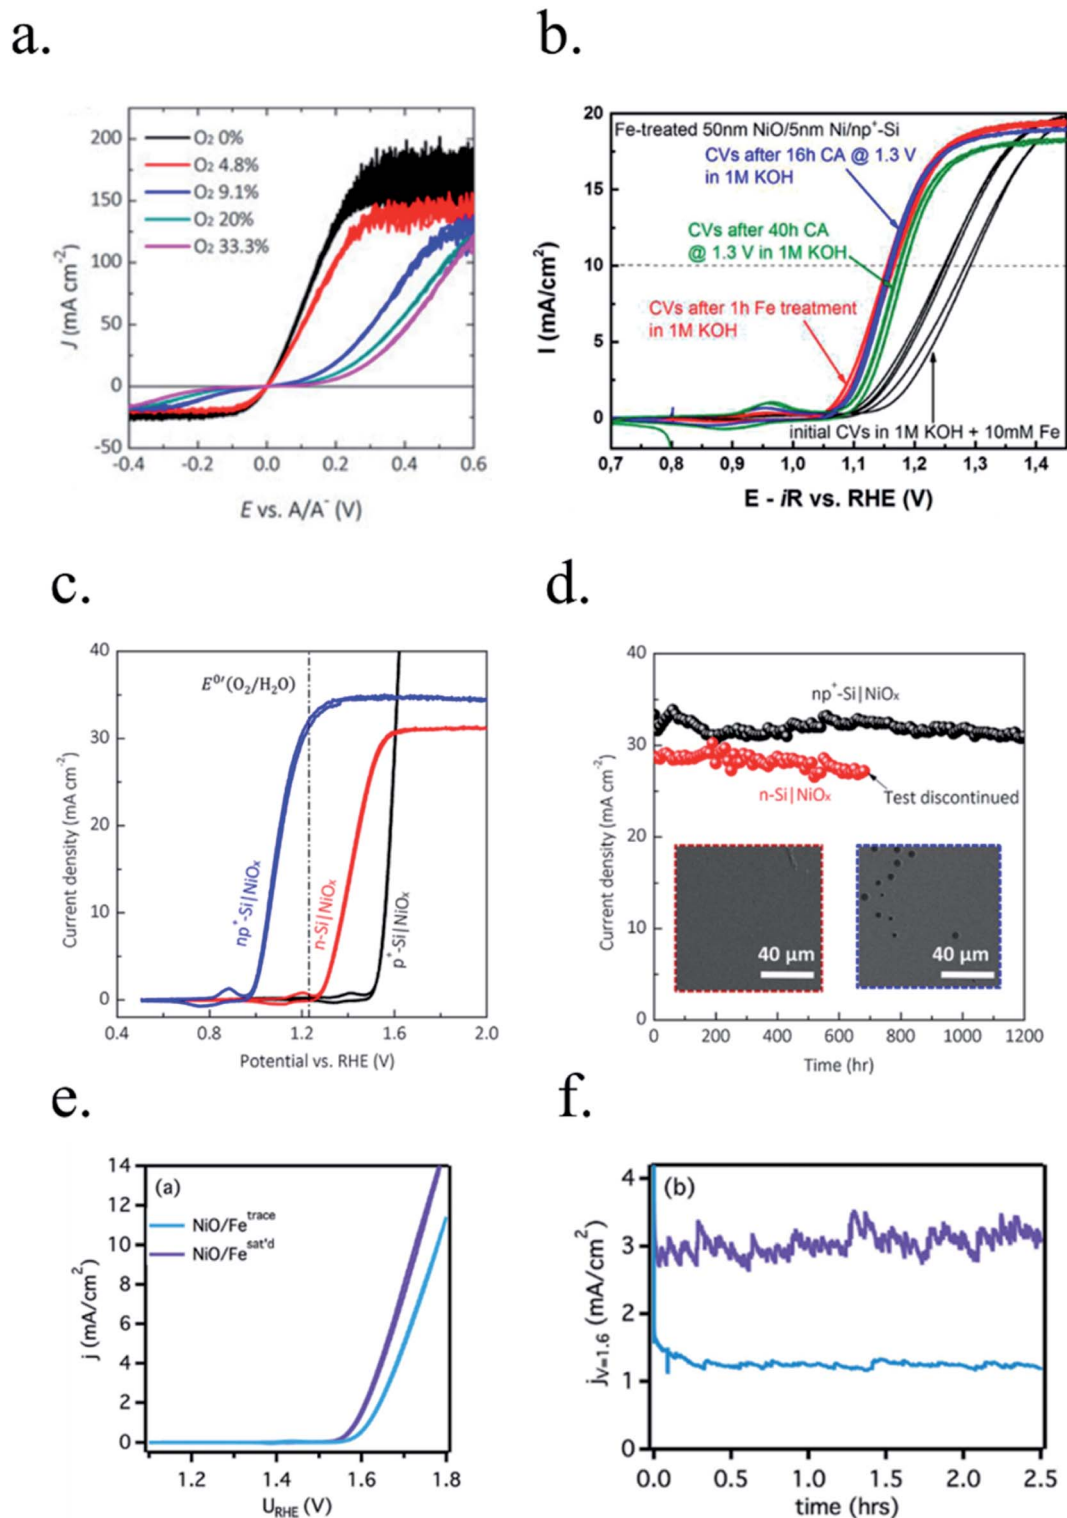 a.
200
150
100
50
0
-50
-0.4
-0.2
0.0
0.2
0.4
0.6
J (mA cm⁻²)
E vs. A/A⁻ (V)
O₂ 0%
O₂ 4.8%
O₂ 9.1%
O₂ 20%
O₂ 33.3%
b.
20
15
10
5
0
0,7
0,8
0,9
1,0
1,1
1,2
1,3
1,4
I (mA/cm²)
E - iR vs. RHE (V)
Fe-treated 50nm NiO/5nm Ni/np⁺-Si
CVs after 16h CA @ 1.3 V
in 1M KOH
CVs after 40h CA
@ 1.3 V in 1M KOH
CVs after 1h Fe treatment
in 1M KOH
initial CVs in 1M KOH + 10mM Fe
c.
40
30
20
10
0
0.4
0.8
1.2
1.6
2.0
Current density (mA cm⁻²)
Potential vs. RHE (V)
E⁰′(O₂/H₂O)
np⁺-Si|NiOₓ
n-Si|NiOₓ
p⁺-Si|NiOₓ
d.
40
30
20
10
0
0
200
400
600
800
1000
1200
Current density (mA cm⁻²)
Time (hr)
np⁺-Si|NiOₓ
n-Si|NiOₓ
Test discontinued
40 µm
40 µm
e.
14
12
10
8
6
4
2
0
1.2
1.4
1.6
1.8
j (mA/cm²)
U_RHE (V)
(a)
NiO/Fe^trace
NiO/Fe^sat'd
f.
4
3
2
1
0
0.0
0.5
1.0
1.5
2.0
2.5
j_V=1.6 (mA/cm²)
time (hrs)
(b)